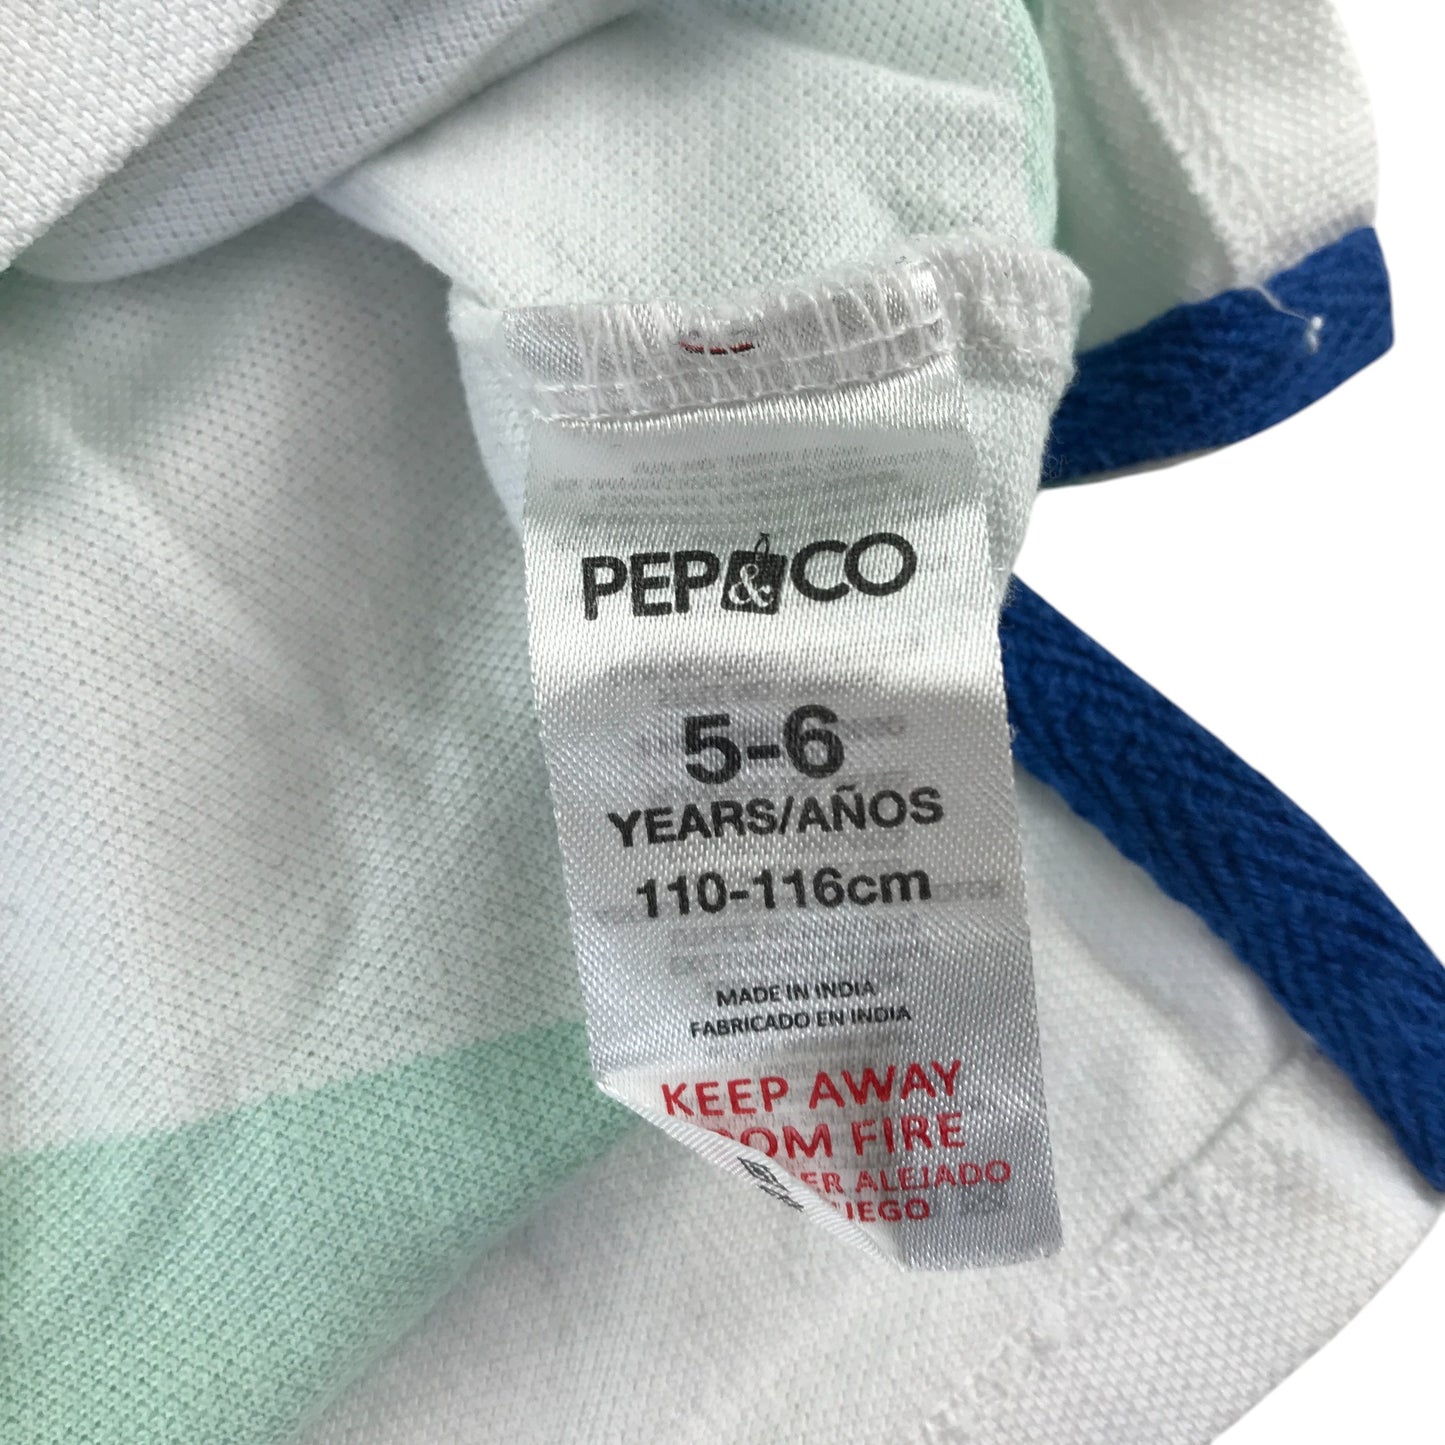 PEP&CO
5-6
YEARS/AÑOS
110-116cm
MADE IN INDIA
FABRICADO EN INDIA
KEEP AWAY
FIRE
ALEJADO